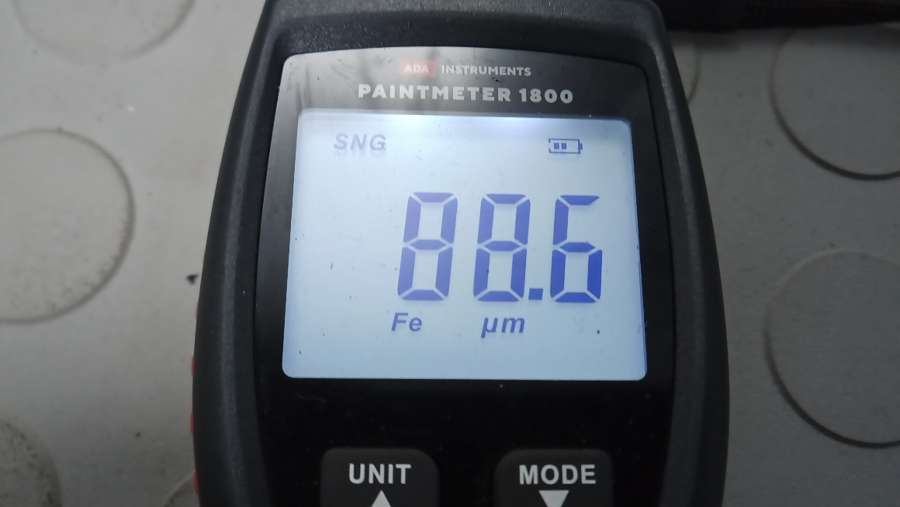 ADA INSTRUMENTS
PAINTMETER 1800
SNG
88.6
Fe µm
UNIT MODE